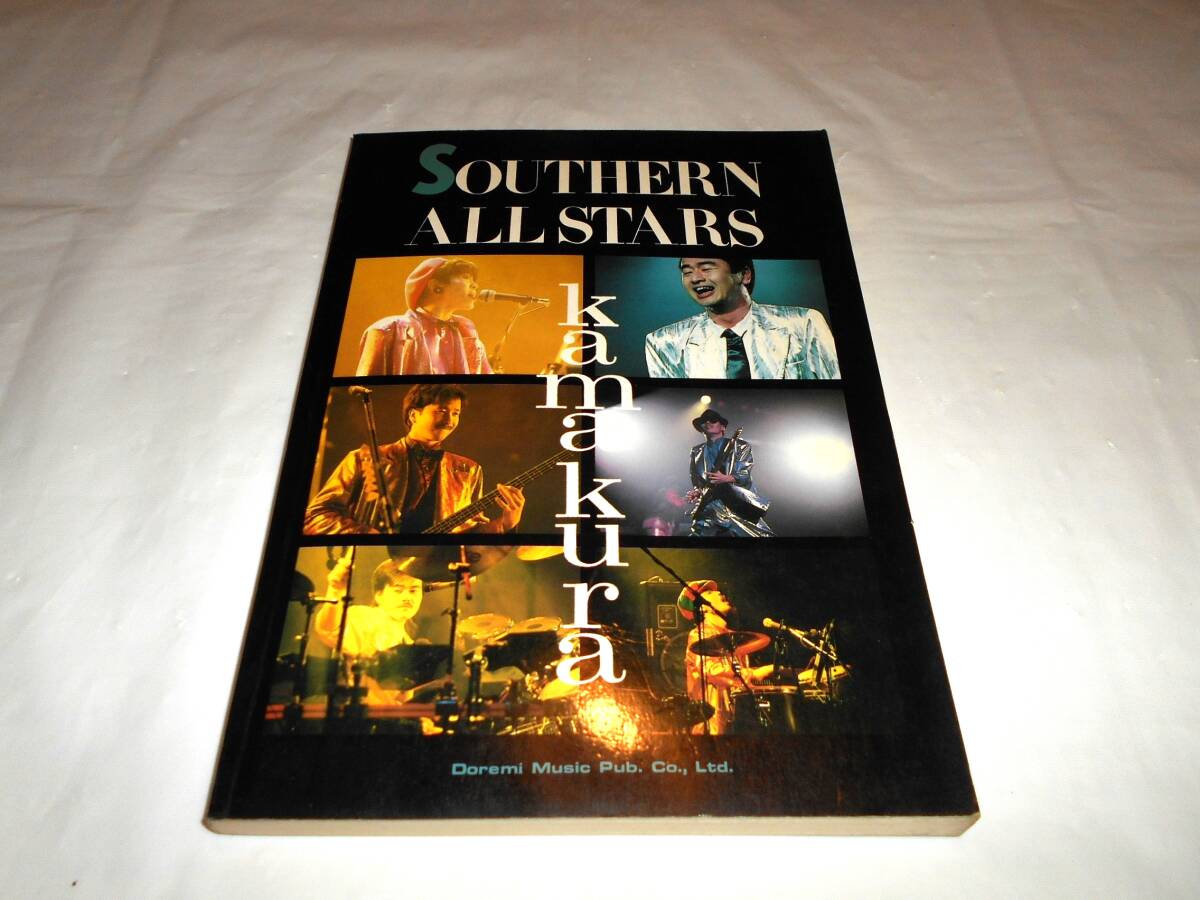 SOUTHERN
ALL STARS
kamakura
Doremi Music Pub. Co., Ltd.